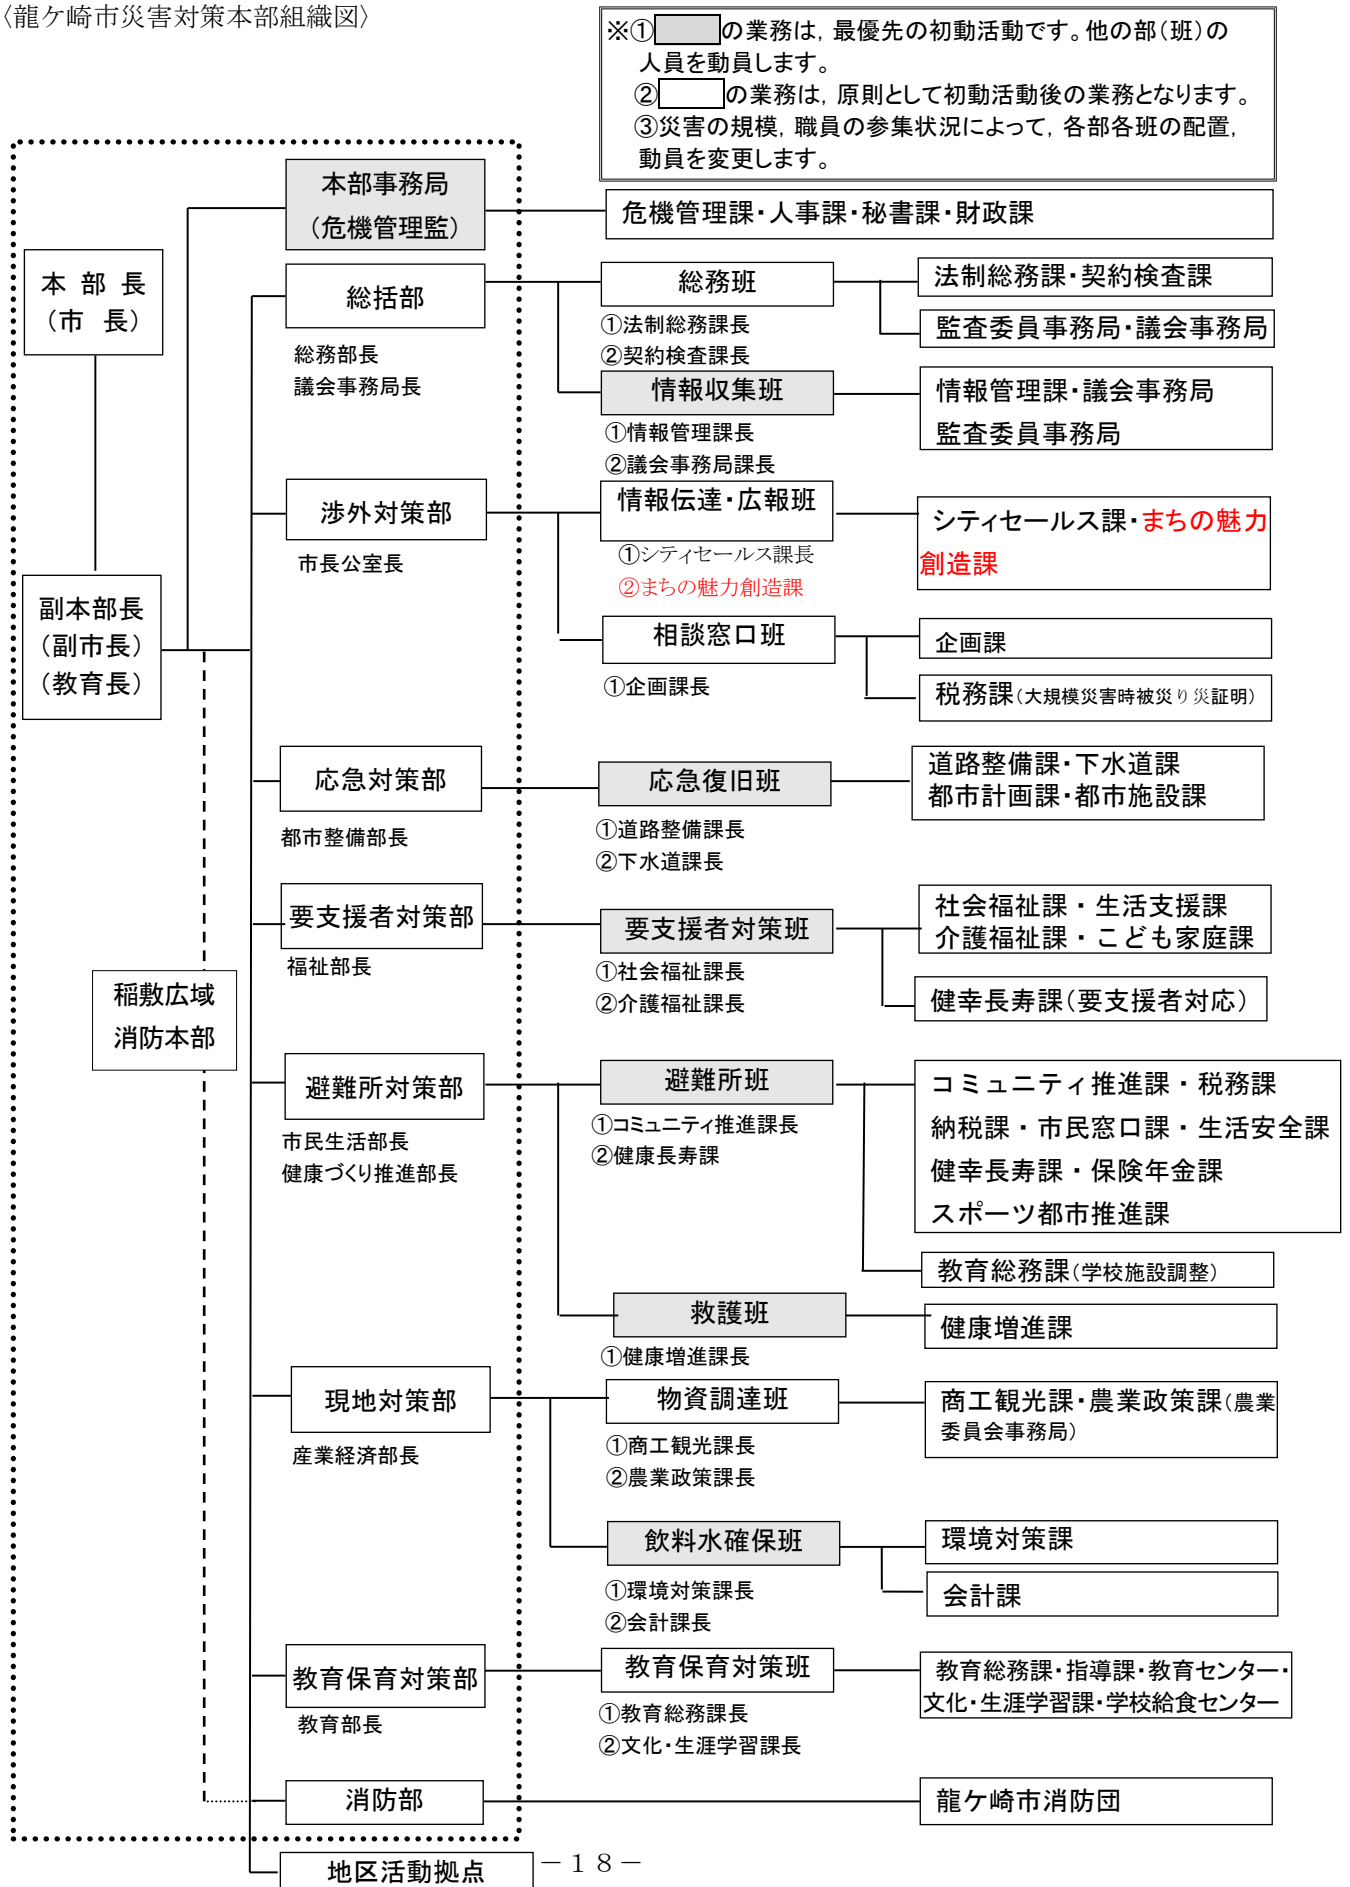 〈龍ケ崎市災害対策本部組織図〉
※①　　の業務は，最優先の初動活動です。他の部（班）の
人員を動員します。
②　　の業務は，原則として初動活動後の業務となります。
③災害の規模，職員の参集状況によって，各部各班の配置，
動員を変更します。
本部長
（市 長）
副本部長
（副市長）
（教育長）
稲敷広域
消防本部
本部事務局
（危機管理監）
危機管理課・人事課・秘書課・財政課
総括部
総務部長
議会事務局長
総務班
①法制総務課長
②契約検査課長
法制総務課・契約検査課
監査委員事務局・議会事務局
情報収集班
①情報管理課長
②議会事務局課長
情報管理課・議会事務局
監査委員事務局
渉外対策部
市長公室長
情報伝達・広報班
①シティセールス課長
②まちの魅力創造課
シティセールス課・まちの魅力
創造課
相談窓口班
①企画課長
企画課
税務課（大規模災害時被災り災証明）
応急対策部
都市整備部長
応急復旧班
①道路整備課長
②下水道課長
道路整備課・下水道課
都市計画課・都市施設課
要支援者対策部
福祉部長
要支援者対策班
①社会福祉課長
②介護福祉課長
社会福祉課・生活支援課
介護福祉課・こども家庭課
健幸長寿課（要支援者対応）
避難所対策部
市民生活部長
健康づくり推進部長
避難所班
①コミュニティ推進課長
②健康長寿課
コミュニティ推進課・税務課
納税課・市民窓口課・生活安全課
健幸長寿課・保険年金課
スポーツ都市推進課
教育総務課（学校施設調整）
救護班
①健康増進課長
健康増進課
現地対策部
産業経済部長
物資調達班
①商工観光課長
②農業政策課長
商工観光課・農業政策課（農業
委員会事務局）
飲料水確保班
①環境対策課長
②会計課長
環境対策課
会計課
教育保育対策部
教育部長
教育保育対策班
①教育総務課長
②文化・生涯学習課長
教育総務課・指導課・教育センター・
文化・生涯学習課・学校給食センター
消防部
龍ケ崎市消防団
地区活動拠点
－１８－